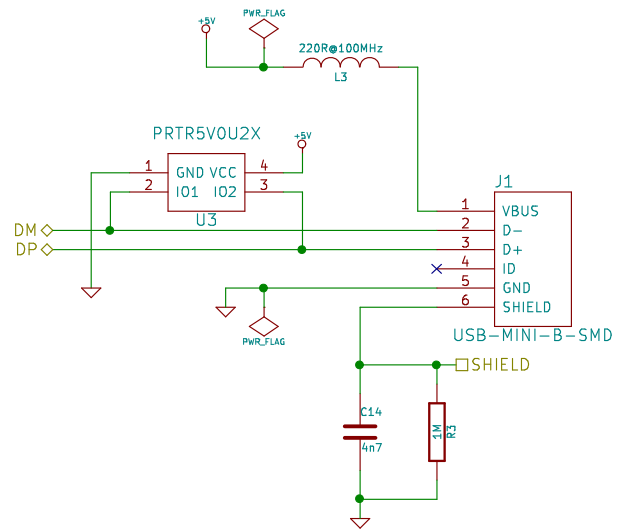 PWR_FLAG
+5V
220R@100MHz
L3
PRTR5V0U2X
+5V
1 GND VCC 4
2 IO1 IO2 3
U3
J1
1 VBUS
DM
2 D-
DP
3 D+
4 ID
5 GND
6 SHIELD
PWR_FLAG
USB-MINI-B-SMD
SHIELD
C14
4n7
1M
R3